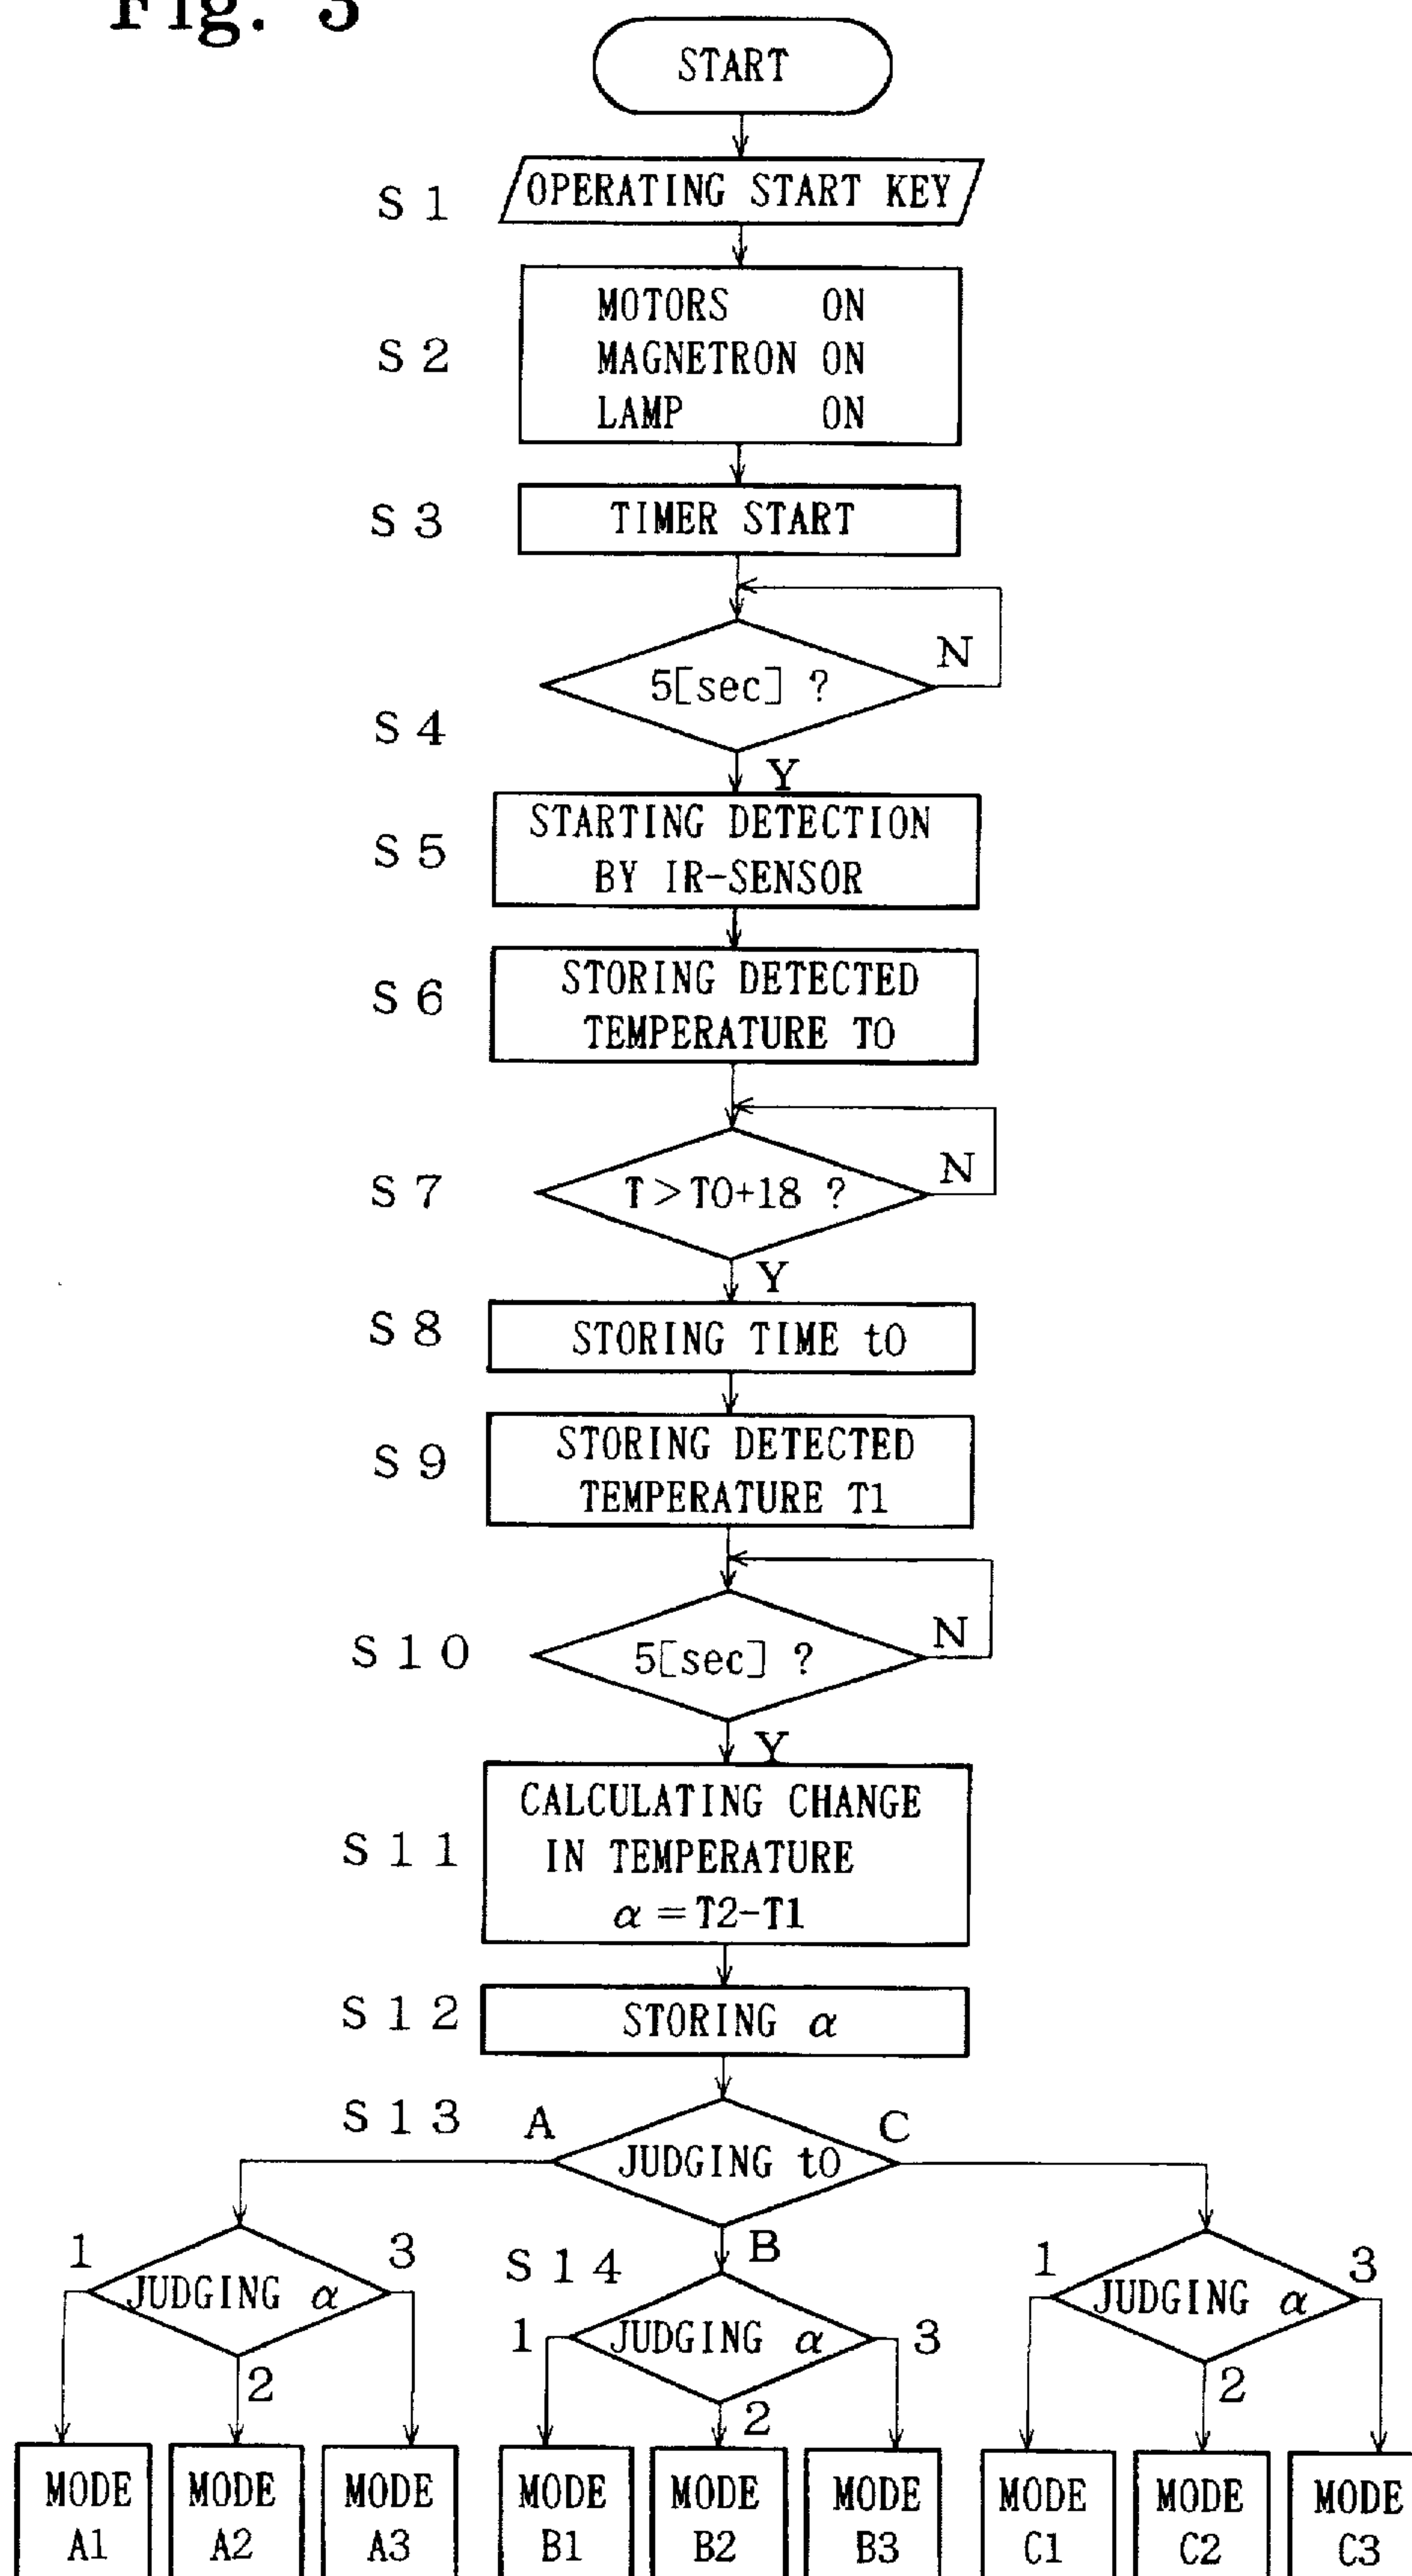 Fig. 3
START
S1
OPERATING START KEY
S2
MOTORS ON
MAGNETRON ON
LAMP ON
S3
TIMER START
N
5[sec] ?
S4
Y
S5
STARTING DETECTION
BY IR-SENSOR
S6
STORING DETECTED
TEMPERATURE T0
S7
T>T0+18 ?
N
Y
S8
STORING TIME t0
S9
STORING DETECTED
TEMPERATURE T1
S10
5[sec] ?
N
Y
S11
CALCULATING CHANGE
IN TEMPERATURE
α=T2-T1
S12
STORING α
S13
A
C
JUDGING t0
B
S14
1
JUDGING α
3
2
1
JUDGING α
3
2
1
JUDGING α
3
2
MODE
A1
MODE
A2
MODE
A3
MODE
B1
MODE
B2
MODE
B3
MODE
C1
MODE
C2
MODE
C3